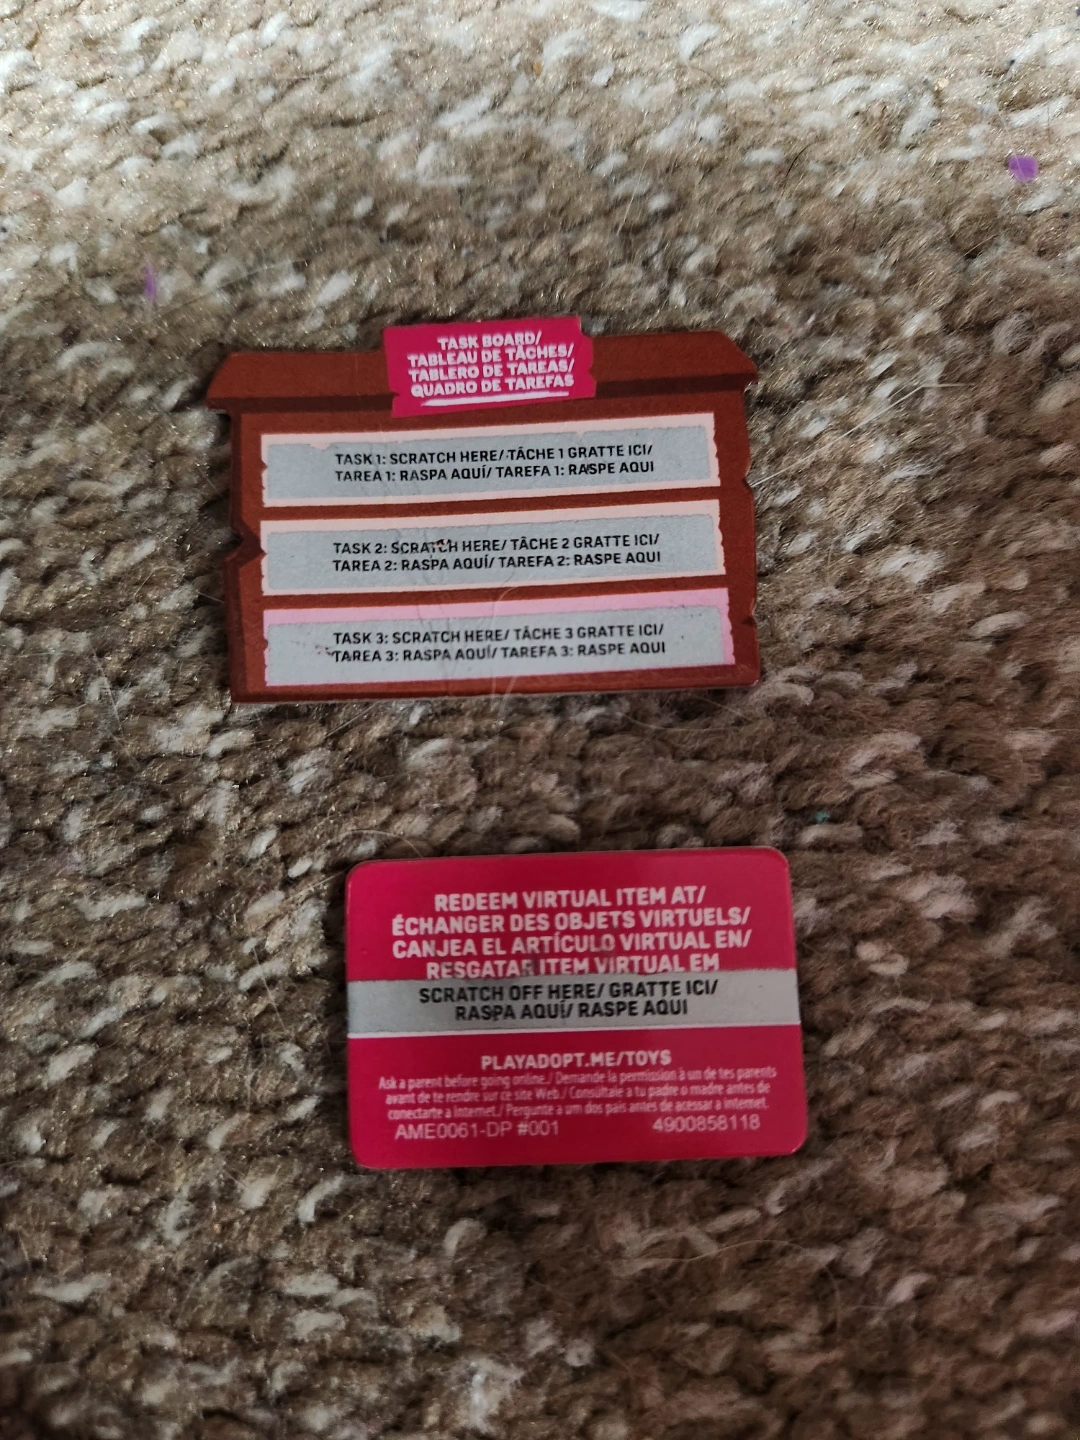 TASK BOARD/
TABLEAU DE TÂCHES/
TABLERO DE TAREAS/
QUADRO DE TAREFAS
TASK 1: SCRATCH HERE/ TÂCHE 1 GRATTE ICI/
TAREA 1: RASPA AQUÍ/ TAREFA 1: RASPE AQUI
TASK 2: SCRATCH HERE/ TÂCHE 2 GRATTE ICI/
TAREA 2: RASPA AQUÍ/ TAREFA 2: RASPE AQUI
TASK 3: SCRATCH HERE/ TÂCHE 3 GRATTE ICI/
TAREA 3: RASPA AQUÍ/ TAREFA 3: RASPE AQUI
REDEEM VIRTUAL ITEM AT/
ÉCHANGER DES OBJETS VIRTUELS/
CANJEA EL ARTÍCULO VIRTUAL EN/
RESGATAR ITEM VIRTUAL EM
SCRATCH OFF HERE/ GRATTE ICI/
RASPA AQUÍ/ RASPE AQUI
PLAYADOPT.ME/TOYS
Ask a parent before going online./ Demande la permission à un de tes parents
avant de te rendre sur ce site Web./ Consúltale a tu padre o madre antes de
conectarte a Internet./ Pergunte a um dos pais antes de acessar a internet.
AME0061-DP #001 4900858118